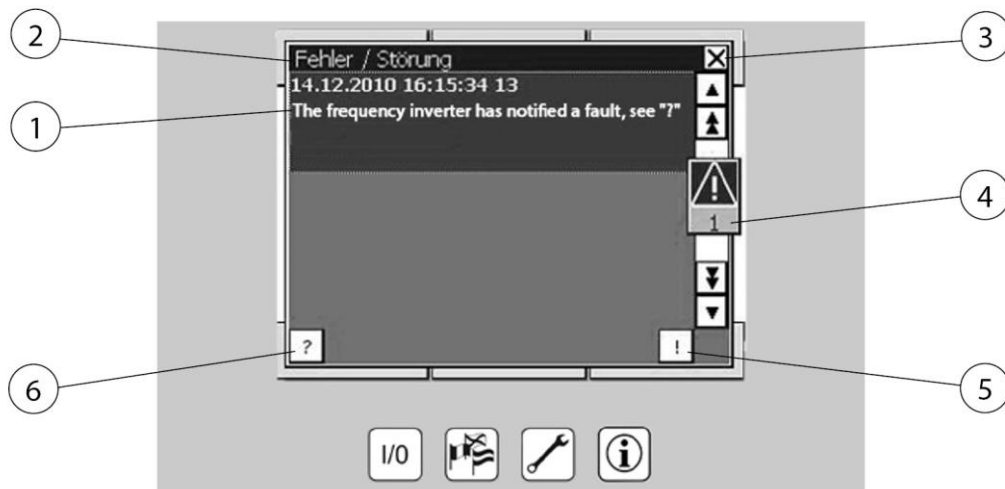 2
3
Fehler / Störung
14.12.2010 16:15:34 13
1
The frequency inverter has notified a fault, see "?"
4
1
?
!
6
5
I/0